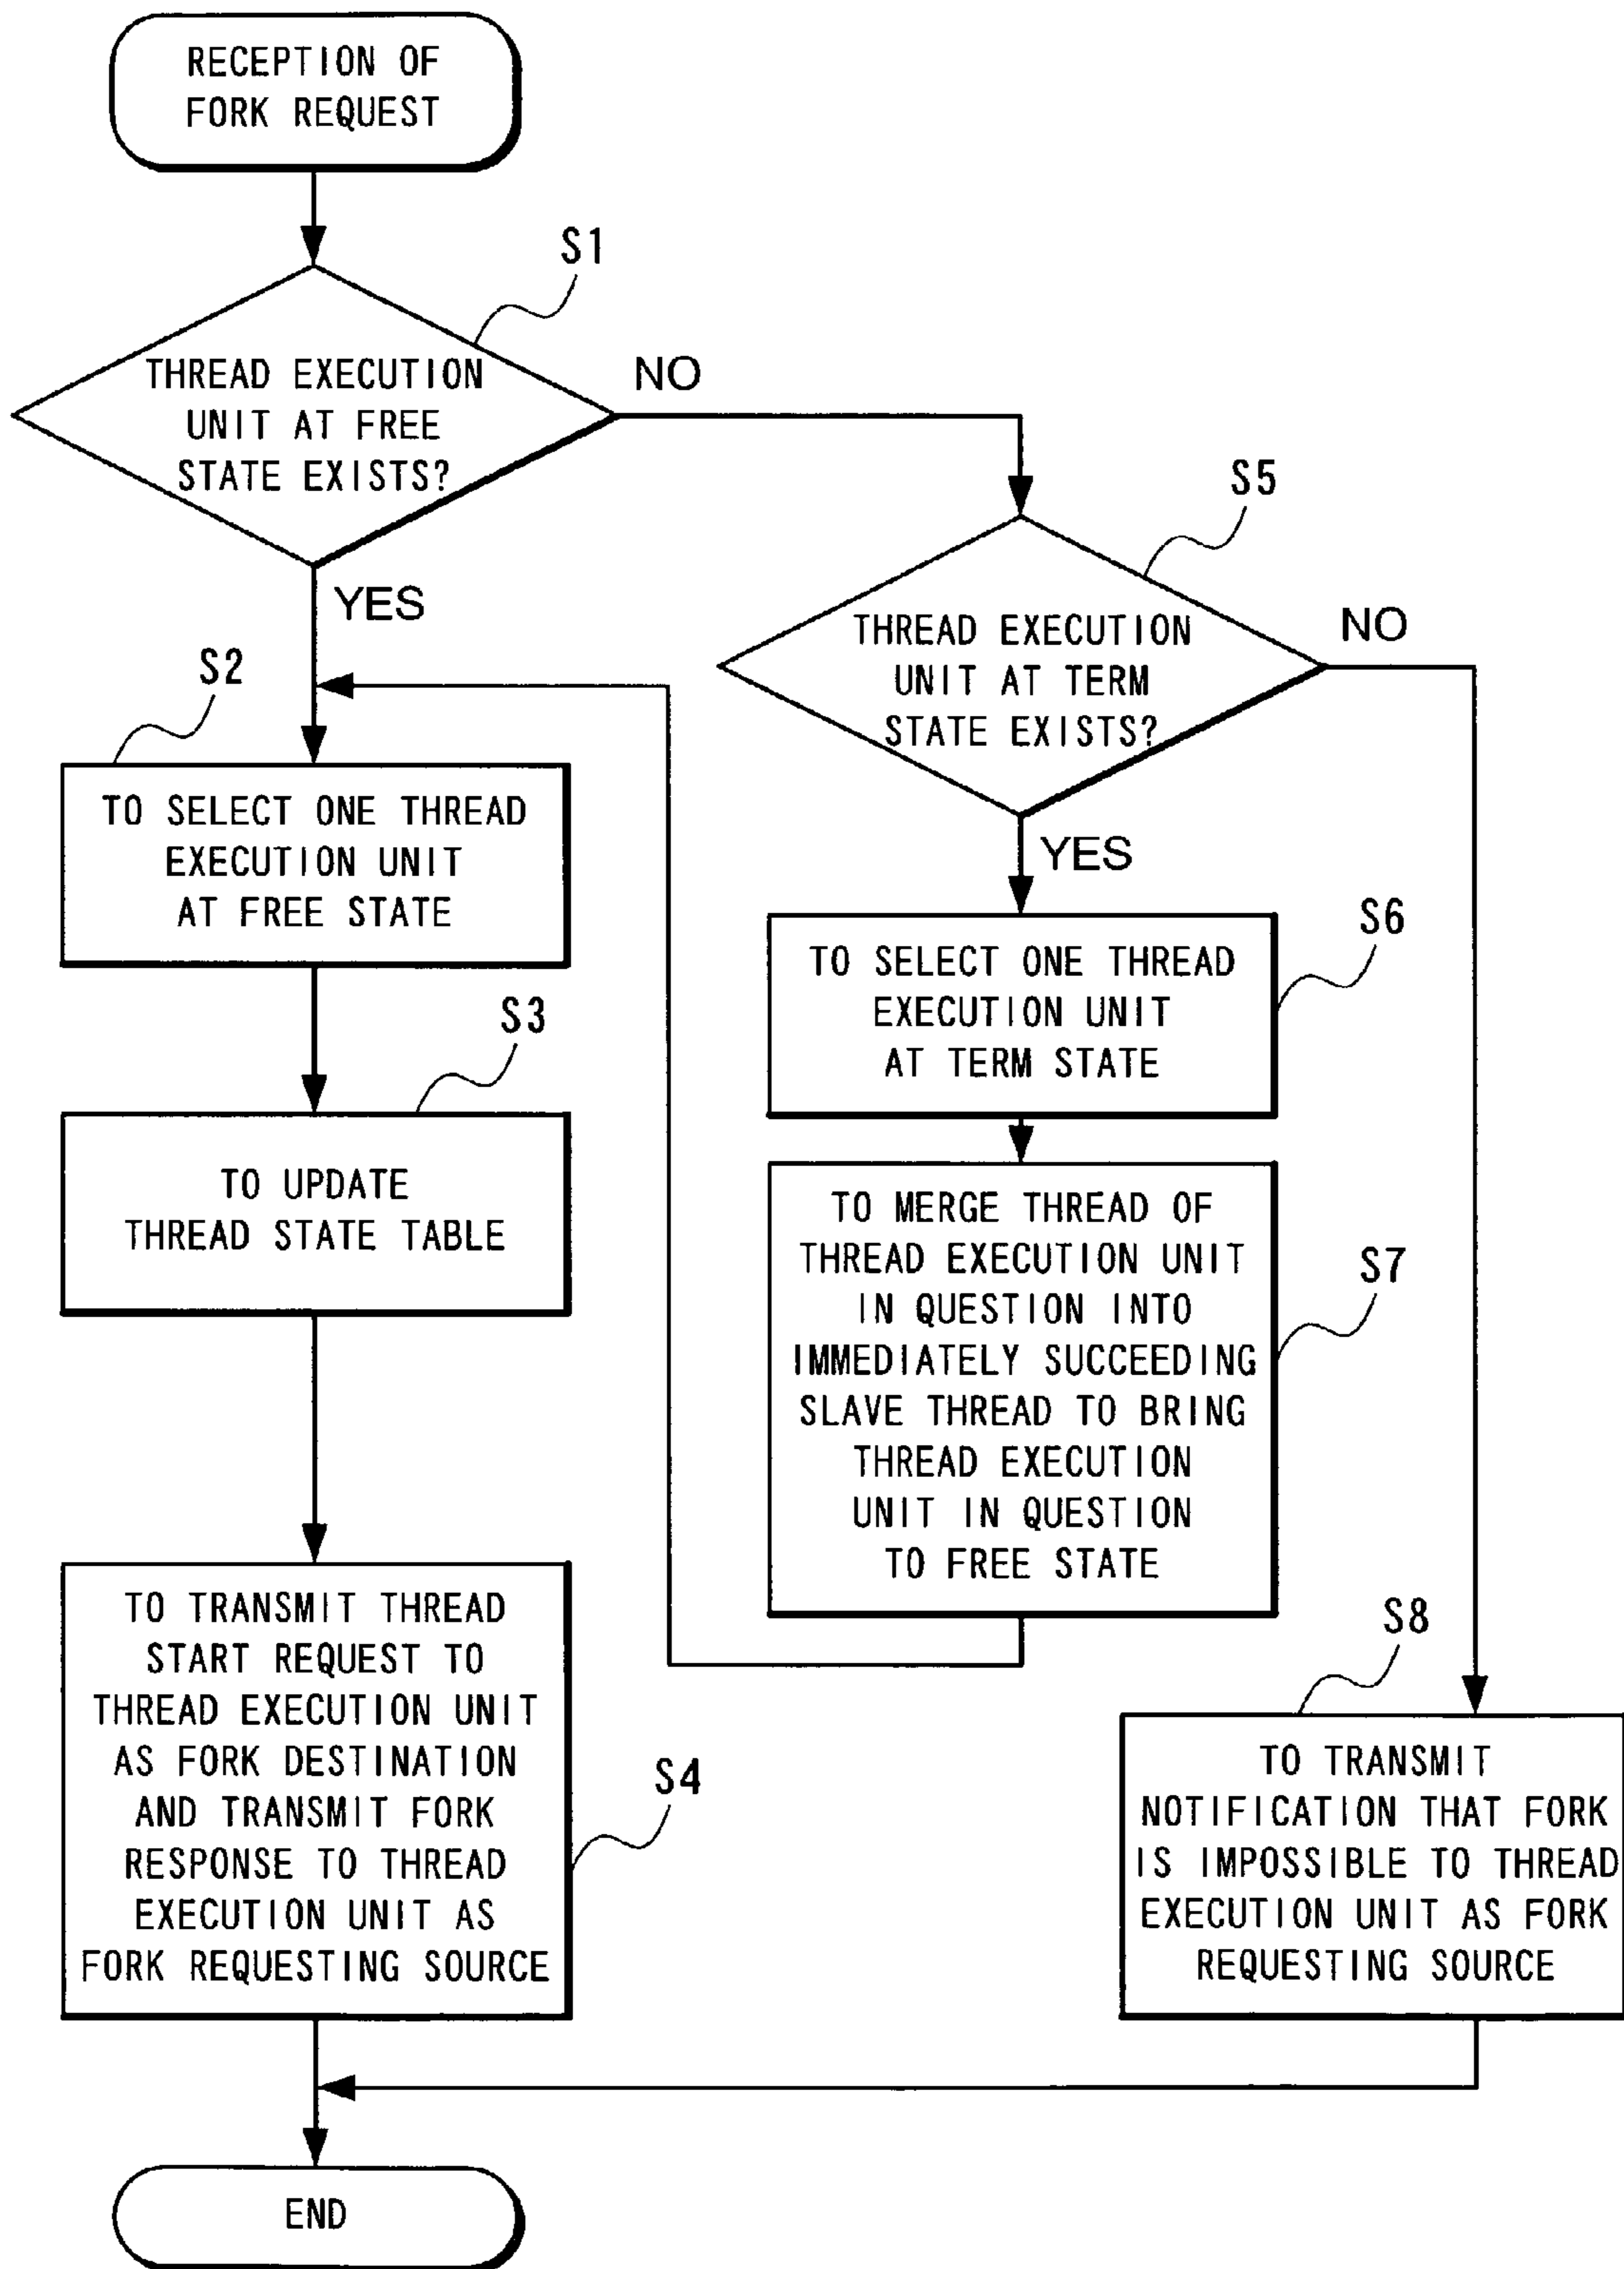 RECEPTION OF
FORK REQUEST
S1
THREAD EXECUTION
UNIT AT FREE
STATE EXISTS?
NO
YES
S2
TO SELECT ONE THREAD
EXECUTION UNIT
AT FREE STATE
S3
TO UPDATE
THREAD STATE TABLE
TO TRANSMIT THREAD
START REQUEST TO
THREAD EXECUTION UNIT
AS FORK DESTINATION
AND TRANSMIT FORK
RESPONSE TO THREAD
EXECUTION UNIT AS
FORK REQUESTING SOURCE
S4
S5
THREAD EXECUTION
UNIT AT TERM
STATE EXISTS?
NO
YES
S6
TO SELECT ONE THREAD
EXECUTION UNIT
AT TERM STATE
TO MERGE THREAD OF
THREAD EXECUTION UNIT
IN QUESTION INTO
IMMEDIATELY SUCCEEDING
SLAVE THREAD TO BRING
THREAD EXECUTION
UNIT IN QUESTION
TO FREE STATE
S7
S8
TO TRANSMIT
NOTIFICATION THAT FORK
IS IMPOSSIBLE TO THREAD
EXECUTION UNIT AS FORK
REQUESTING SOURCE
END